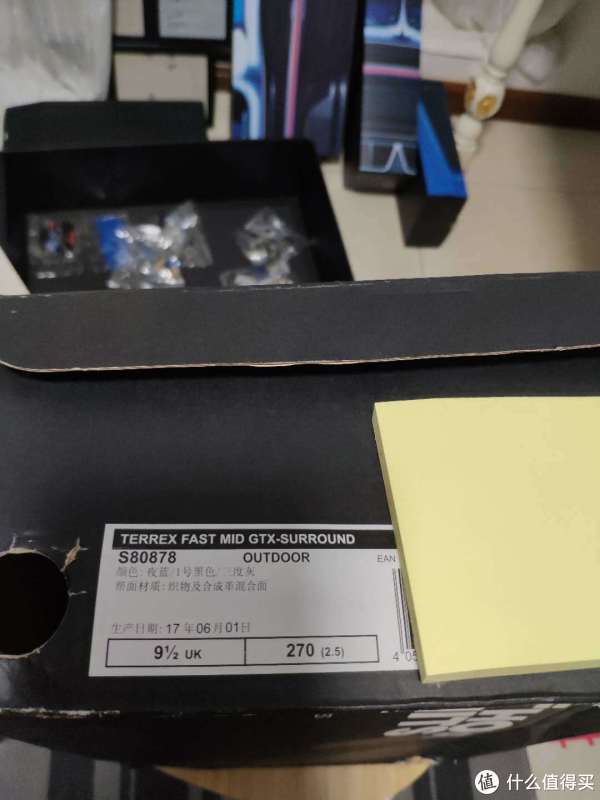 TERREX FAST MID GTX-SURROUND
S80878 OUTDOOR EAN
颜色: 夜蓝/1号黑色/三度灰
帮面材质: 织物及合成革混合面
生产日期: 17 年 06 月 01 日
9½ UK 270 (2.5)
4 05
值 什么值得买